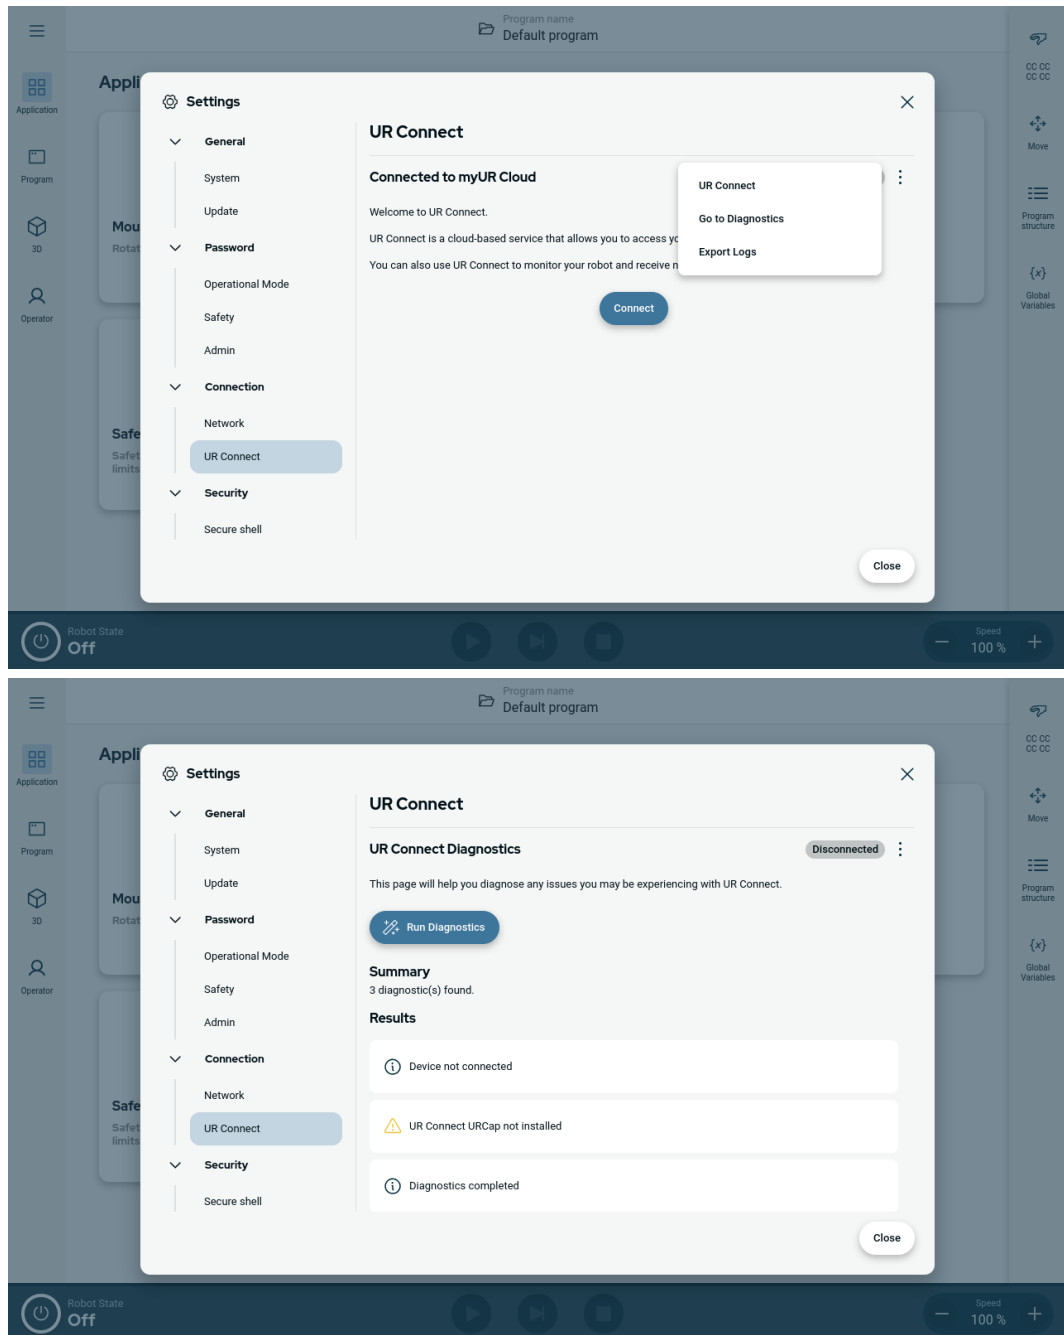 Program name
Default program
Application
Program
3D
Operator
Appli
Mou
Rotat
Safe
Safet
limits
Settings
General
System
Update
Password
Operational Mode
Safety
Admin
Connection
Network
UR Connect
Security
Secure shell
UR Connect
Connected to myUR Cloud
Welcome to UR Connect.
UR Connect is a cloud-based service that allows you to access yo
You can also use UR Connect to monitor your robot and receive n
UR Connect
Go to Diagnostics
Export Logs
Connect
Close
CC CC
CC CC
Move
Program
structure
{x}
Global
Variables
Robot State
Off
Speed
100 %
Program name
Default program
Application
Program
3D
Operator
Appli
Mou
Rotat
Safe
Safet
limits
Settings
General
System
Update
Password
Operational Mode
Safety
Admin
Connection
Network
UR Connect
Security
Secure shell
UR Connect
UR Connect Diagnostics
Disconnected
This page will help you diagnose any issues you may be experiencing with UR Connect.
Run Diagnostics
Summary
3 diagnostic(s) found.
Results
Device not connected
UR Connect URCap not installed
Diagnostics completed
Close
CC CC
CC CC
Move
Program
structure
{x}
Global
Variables
Robot State
Off
Speed
100 %